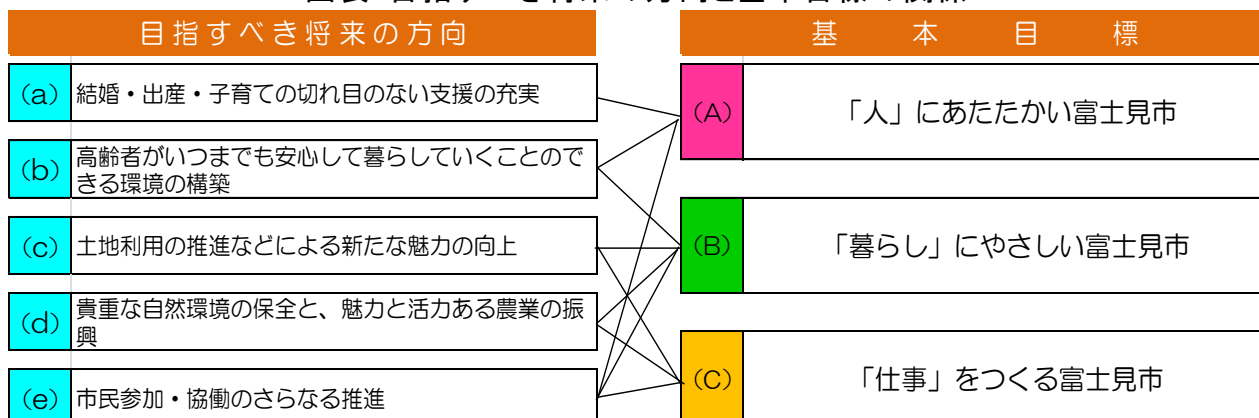 目指すべき将来の方向
基本目標
(a) 結婚・出産・子育ての切れ目のない支援の充実
(A) 「人」にあたたかい富士見市
(b) 高齢者がいつまでも安心して暮らしていくことので
きる環境の構築
(c) 土地利用の推進などによる新たな魅力の向上
(B) 「暮らし」にやさしい富士見市
(d) 貴重な自然環境の保全と、魅力と活力ある農業の振
興
(e) 市民参加・協働のさらなる推進
(C) 「仕事」をつくる富士見市